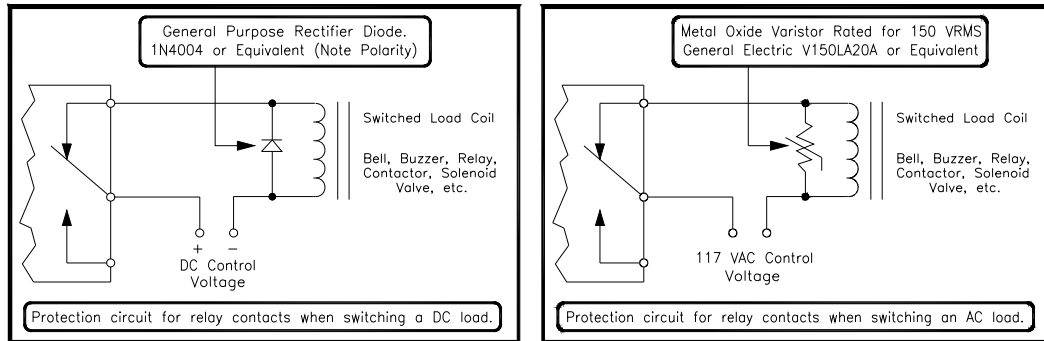 General Purpose Rectifier Diode.
1N4004 or Equivalent (Note Polarity)
Switched Load Coil
Bell, Buzzer, Relay,
Contactor, Solenoid
Valve, etc.
+ −
DC Control
Voltage
Protection circuit for relay contacts when switching a DC load.
Metal Oxide Varistor Rated for 150 VRMS
General Electric V150LA20A or Equivalent
Switched Load Coil
Bell, Buzzer, Relay,
Contactor, Solenoid
Valve, etc.
117 VAC Control
Voltage
Protection circuit for relay contacts when switching an AC load.